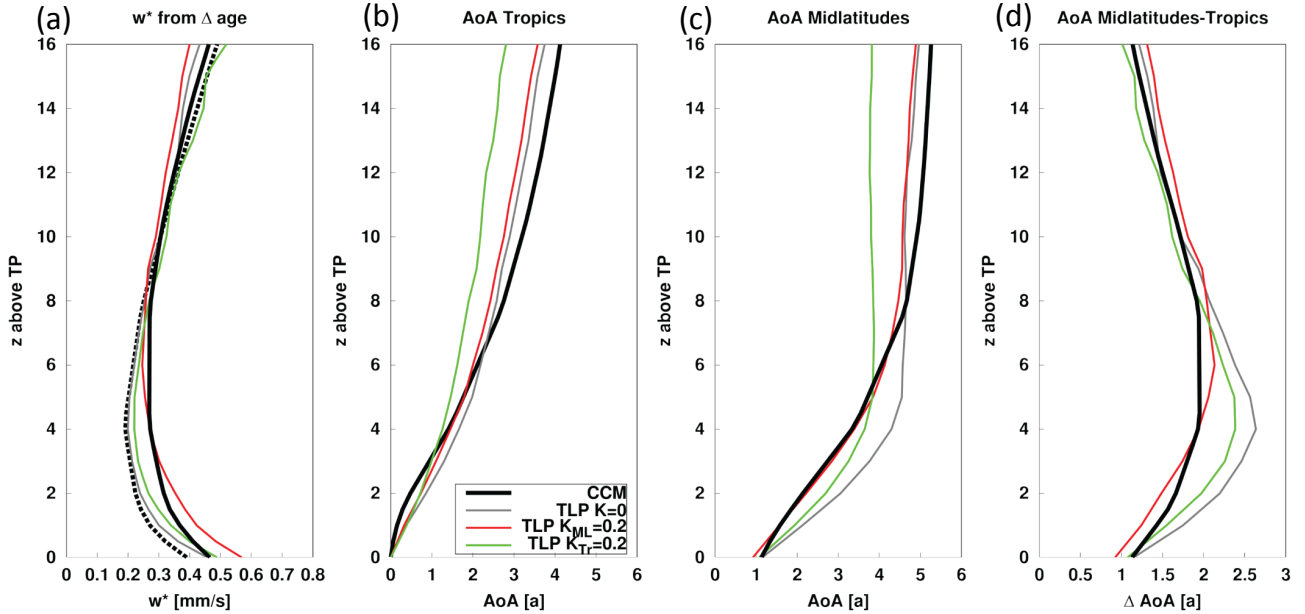 (a) w* from Δ age
16
14
12
10
8
6
4
2
0
z above TP
0 0.1 0.2 0.3 0.4 0.5 0.6 0.7 0.8
w* [mm/s]
(b) AoA Tropics
16
14
12
10
8
6
4
2
0
z above TP
CCM
TLP K=0
TLP K_ML=0.2
TLP K_Tr=0.2
0 1 2 3 4 5 6
AoA [a]
(c) AoA Midlatitudes
16
14
12
10
8
6
4
2
0
z above TP
0 1 2 3 4 5 6
AoA [a]
(d) AoA Midlatitudes-Tropics
16
14
12
10
8
6
4
2
0
z above TP
0 0.5 1 1.5 2 2.5 3
Δ AoA [a]